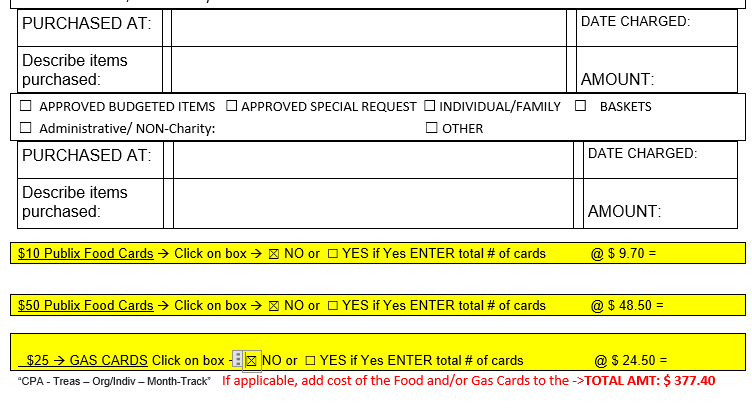 PURCHASED AT: DATE CHARGED:
Describe items
purchased: AMOUNT:
☐ APPROVED BUDGETED ITEMS ☐ APPROVED SPECIAL REQUEST ☐ INDIVIDUAL/FAMILY ☐ BASKETS
☐ Administrative/ NON-Charity: ☐ OTHER
PURCHASED AT: DATE CHARGED:
Describe items
purchased: AMOUNT:
$10 Publix Food Cards → Click on box → ☒ NO or ☐ YES if Yes ENTER total # of cards @ $ 9.70 =
$50 Publix Food Cards → Click on box → ☒ NO or ☐ YES if Yes ENTER total # of cards @ $ 48.50 =
$25 → GAS CARDS Click on box - ☒ NO or ☐ YES if Yes ENTER total # of cards @ $ 24.50 =
“CPA - Treas – Org/Indiv – Month-Track” If applicable, add cost of the Food and/or Gas Cards to the ->TOTAL AMT: $ 377.40